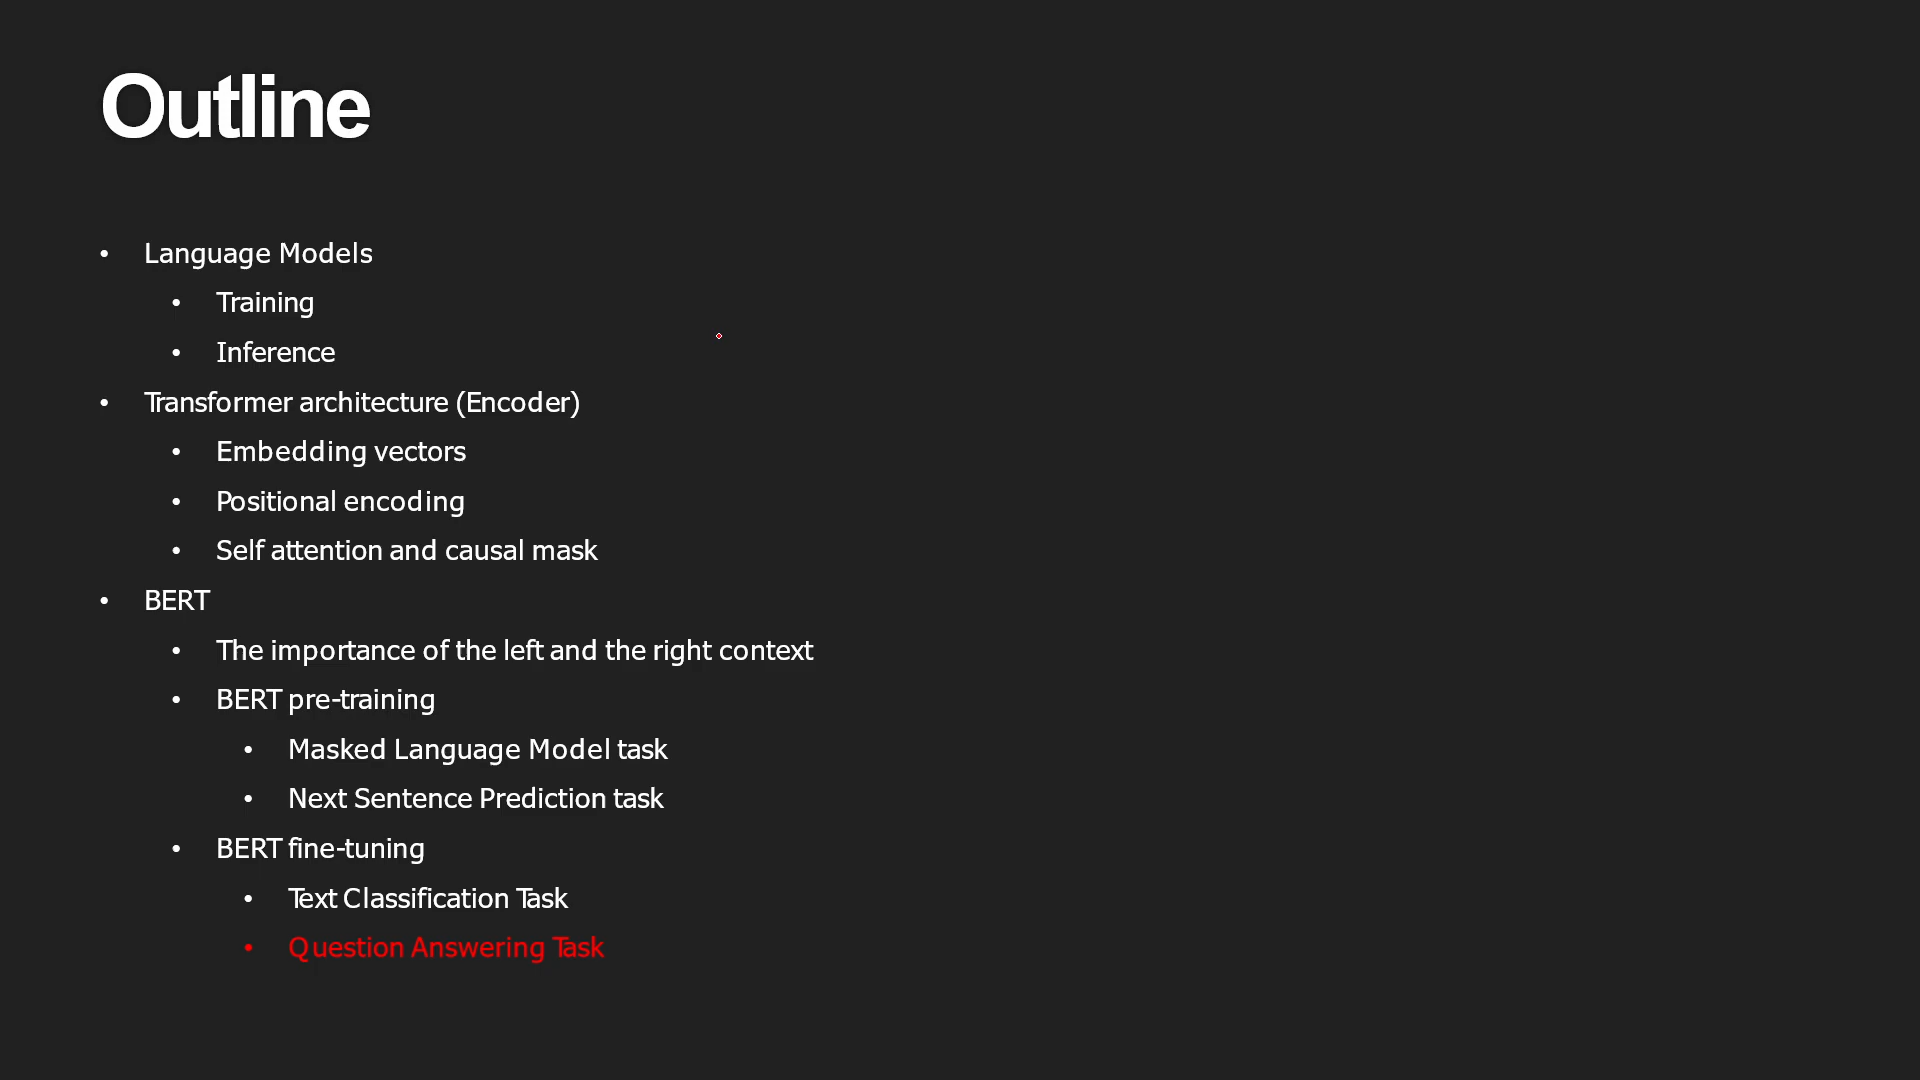 Outline
• Language Models
• Training
• Inference
• Transformer architecture (Encoder)
• Embedding vectors
• Positional encoding
• Self attention and causal mask
• BERT
• The importance of the left and the right context
• BERT pre-training
• Masked Language Model task
• Next Sentence Prediction task
• BERT fine-tuning
• Text Classification Task
• Question Answering Task